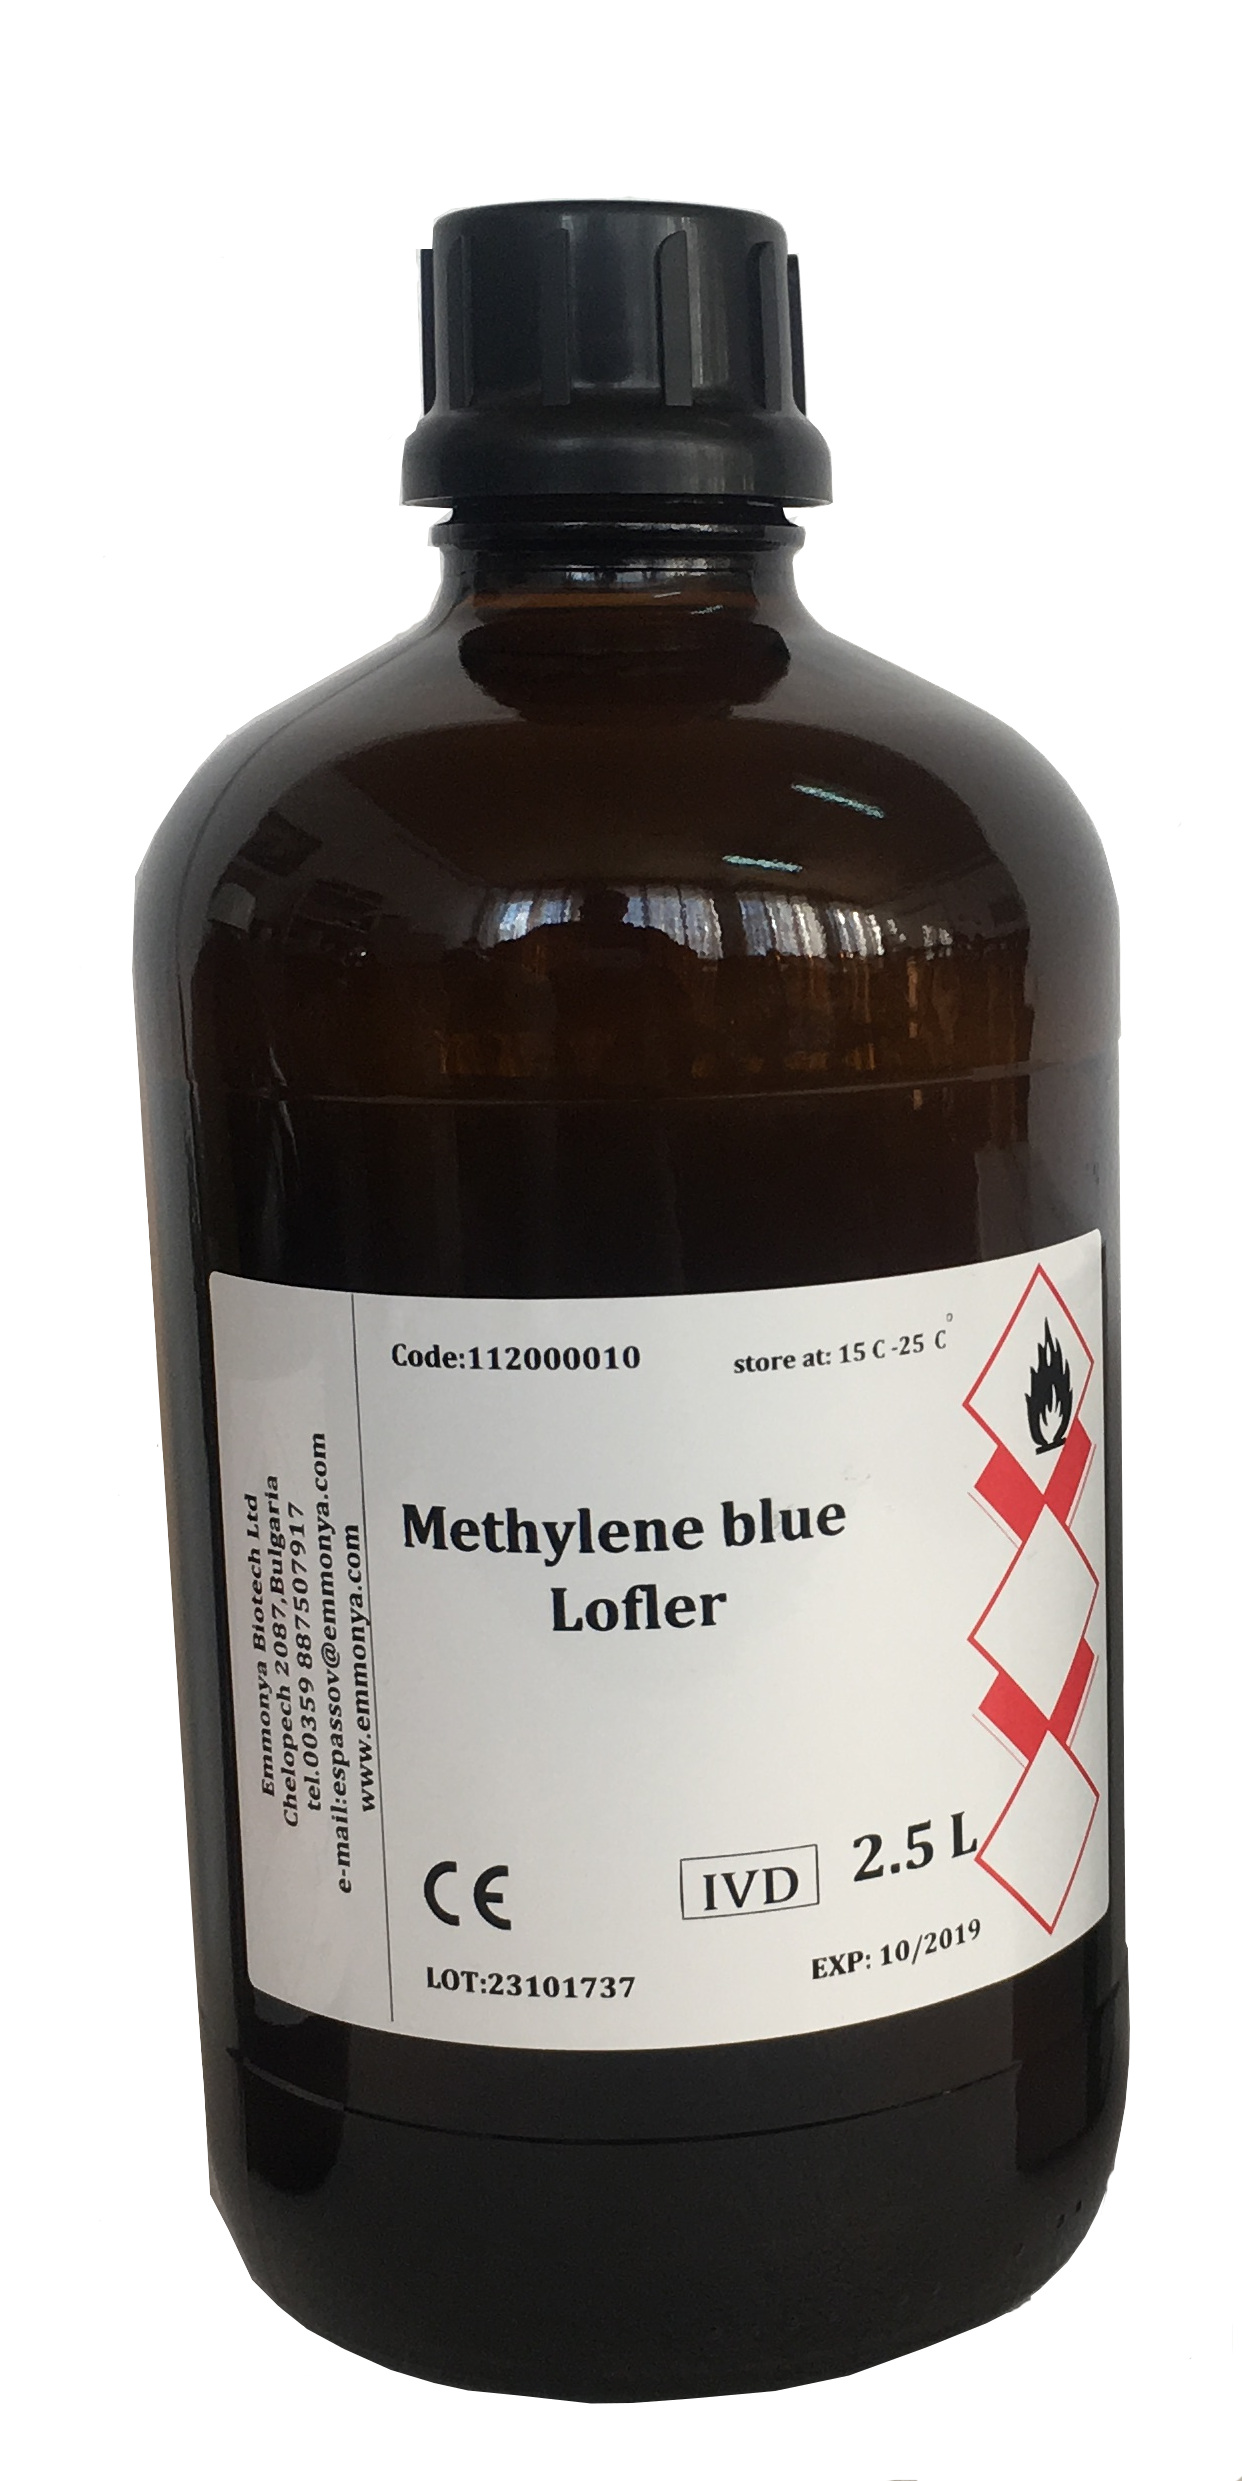 Code:112000010
store at: 15 C -25 C°
Methylene blue
Lofler
CE
IVD
2.5 L
LOT:23101737
EXP: 10/2019
Emmonya Biotech Ltd
Chelopech 2087,Bulgaria
tel.00359 887507917
e-mail:espassov@emmonya.com
www.emmonya.com